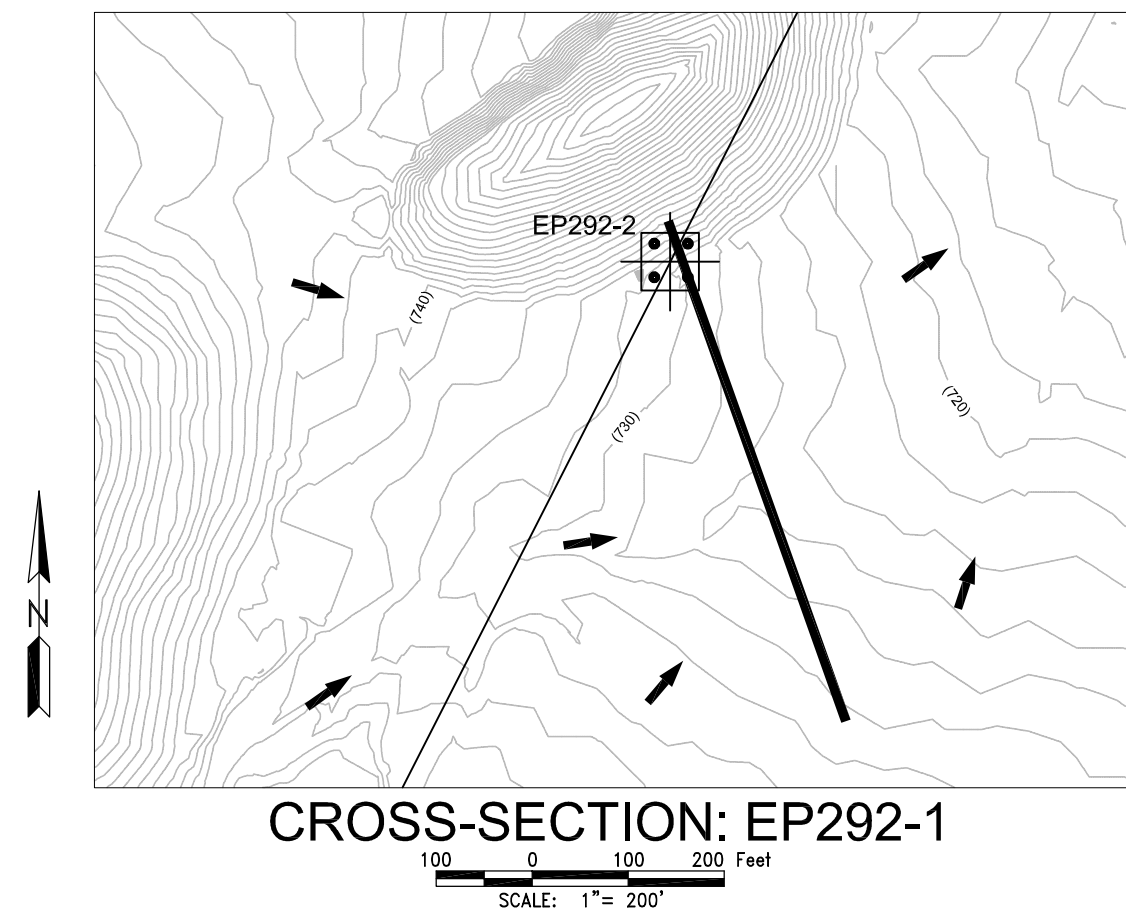 EP292-2
(740)
(720)
(730)
N
CROSS-SECTION: EP292-1
100 0 100 200 Feet
SCALE: 1"= 200'